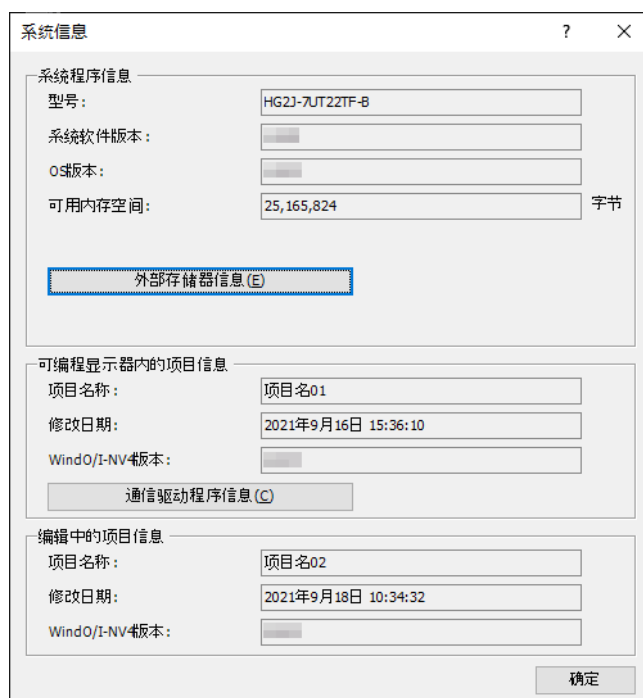 系统信息
系统程序信息
型号: HG2J-7UT22TF-B
系统软件版本:
OS版本:
可用内存空间: 25,165,824 字节
外部存储器信息(E)
可编程显示器内的项目信息
项目名称: 项目名01
修改日期: 2021年9月16日 15:36:10
WindO/I-NV4版本:
通信驱动程序信息(C)
编辑中的项目信息
项目名称: 项目名02
修改日期: 2021年9月18日 10:34:32
WindO/I-NV4版本:
确定